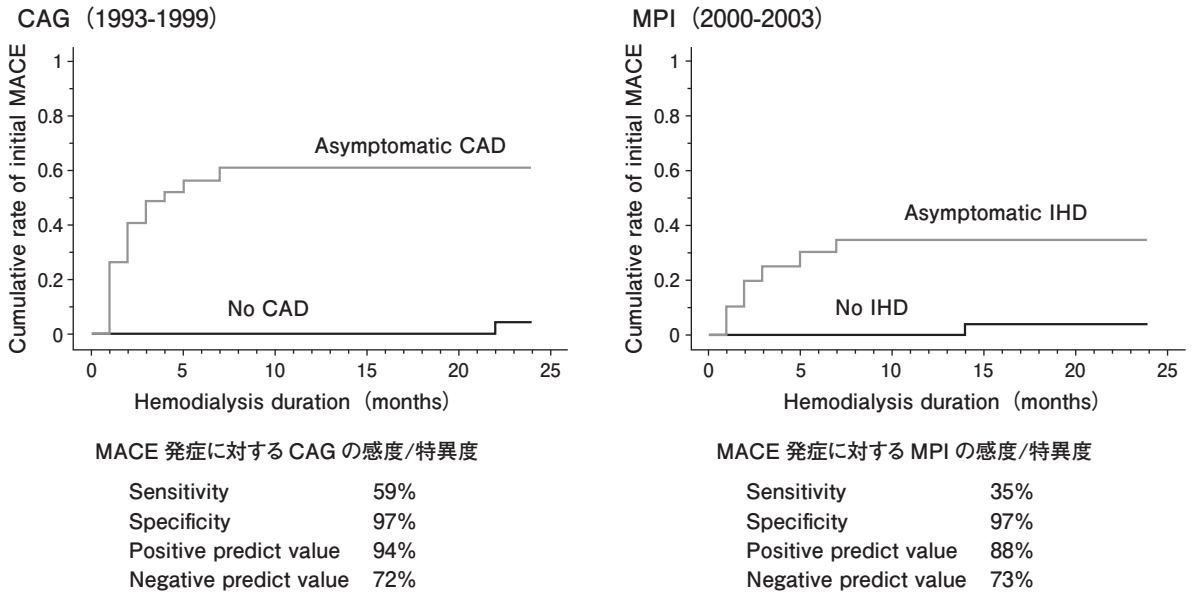 CAG（1993-1999）
Cumulative rate of initial MACE
1
0.8
0.6
0.4
0.2
0
Asymptomatic CAD
No CAD
0 5 10 15 20 25
Hemodialysis duration（months）
MACE 発症に対する CAG の感度/特異度
Sensitivity 59%
Specificity 97%
Positive predict value 94%
Negative predict value 72%
MPI（2000-2003）
Cumulative rate of initial MACE
1
0.8
0.6
0.4
0.2
0
Asymptomatic IHD
No IHD
0 5 10 15 20 25
Hemodialysis duration（months）
MACE 発症に対する MPI の感度/特異度
Sensitivity 35%
Specificity 97%
Positive predict value 88%
Negative predict value 73%